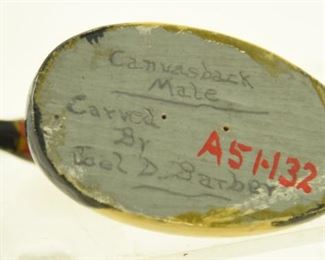 Canvasback
Male
Carved
By
Joel D. Barber
A51-132